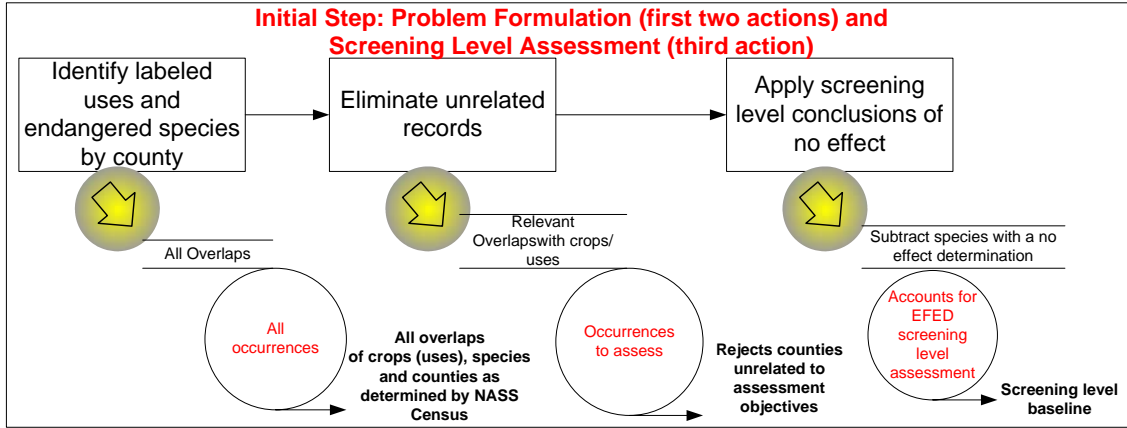 Initial Step: Problem Formulation (first two actions) and
Screening Level Assessment (third action)
Identify labeled
uses and
endangered species
by county
Eliminate unrelated
records
Apply screening
level conclusions of
no effect
All Overlaps
Relevant
Overlapswith crops/
uses
Subtract species with a no
effect determination
All
occurrences
All overlaps
of crops (uses), species
and counties as
determined by NASS
Census
Occurrences
to assess
Rejects counties
unrelated to
assessment
objectives
Accounts for
EFED
screening
level
assessment
Screening level
baseline